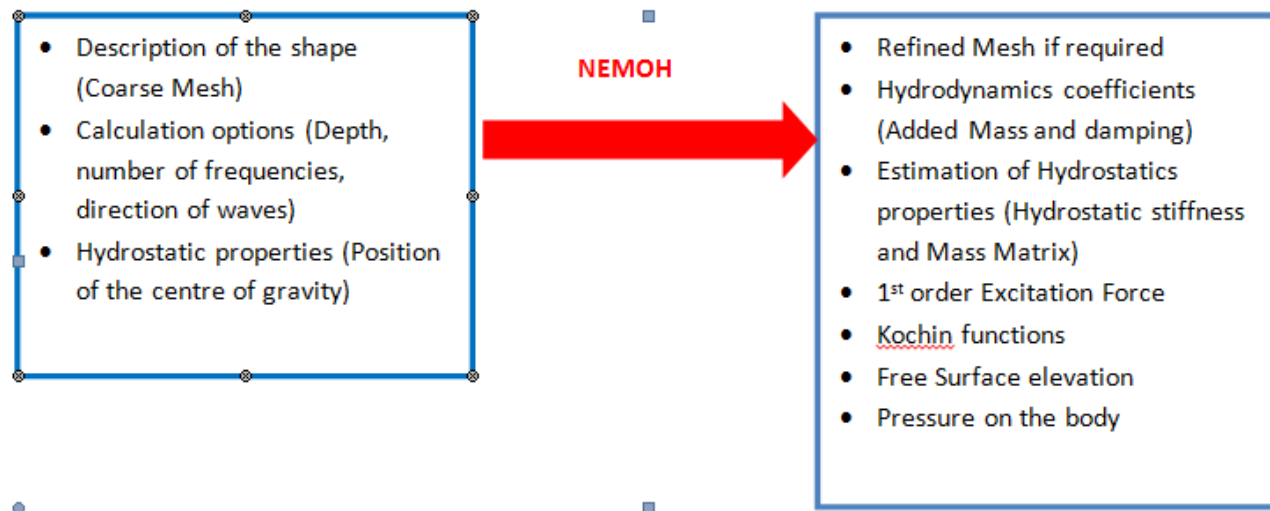 • Description of the shape
(Coarse Mesh)
• Calculation options (Depth,
number of frequencies,
direction of waves)
• Hydrostatic properties (Position
of the centre of gravity)
NEMOH
• Refined Mesh if required
• Hydrodynamics coefficients
(Added Mass and damping)
• Estimation of Hydrostatics
properties (Hydrostatic stiffness
and Mass Matrix)
• 1st order Excitation Force
• Kochin functions
• Free Surface elevation
• Pressure on the body